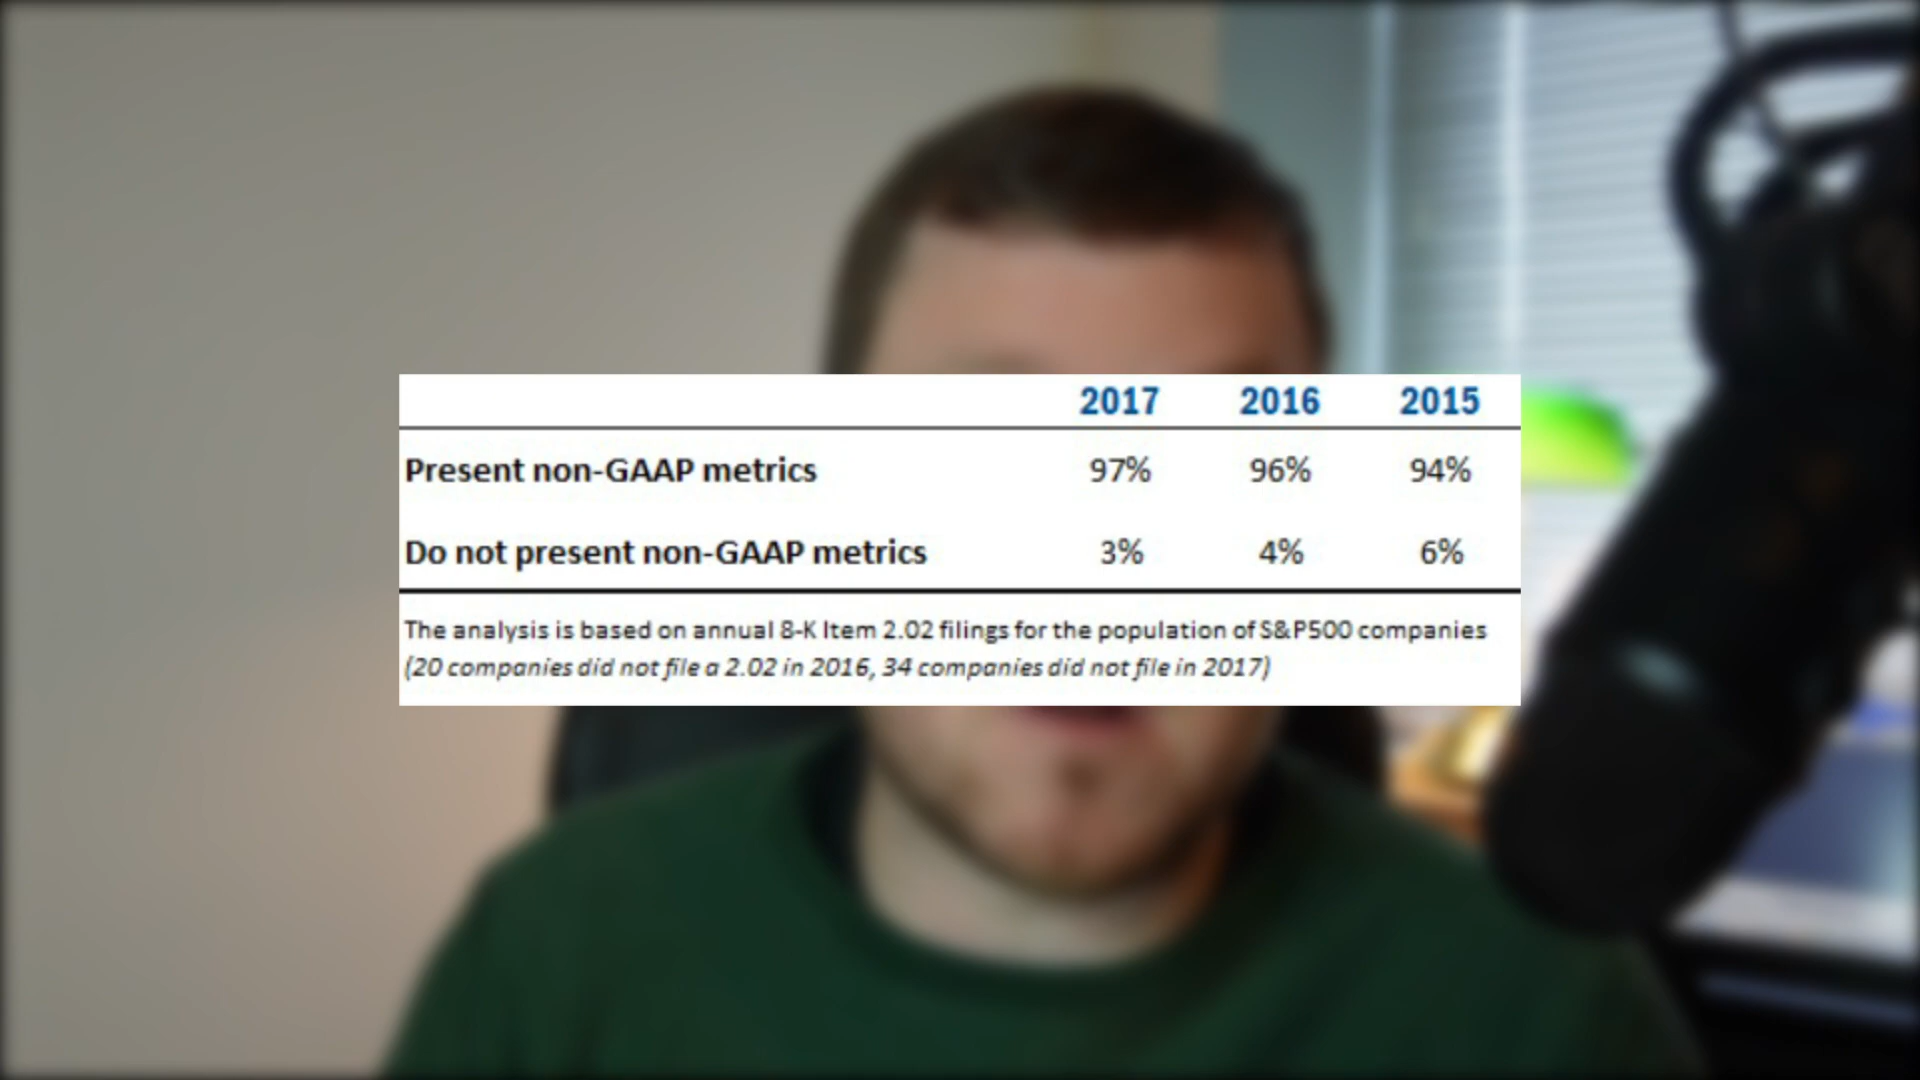 2017 2016 2015
Present non-GAAP metrics 97% 96% 94%
Do not present non-GAAP metrics 3% 4% 6%
The analysis is based on annual 8-K Item 2.02 filings for the population of S&P500 companies
(20 companies did not file a 2.02 in 2016, 34 companies did not file in 2017)